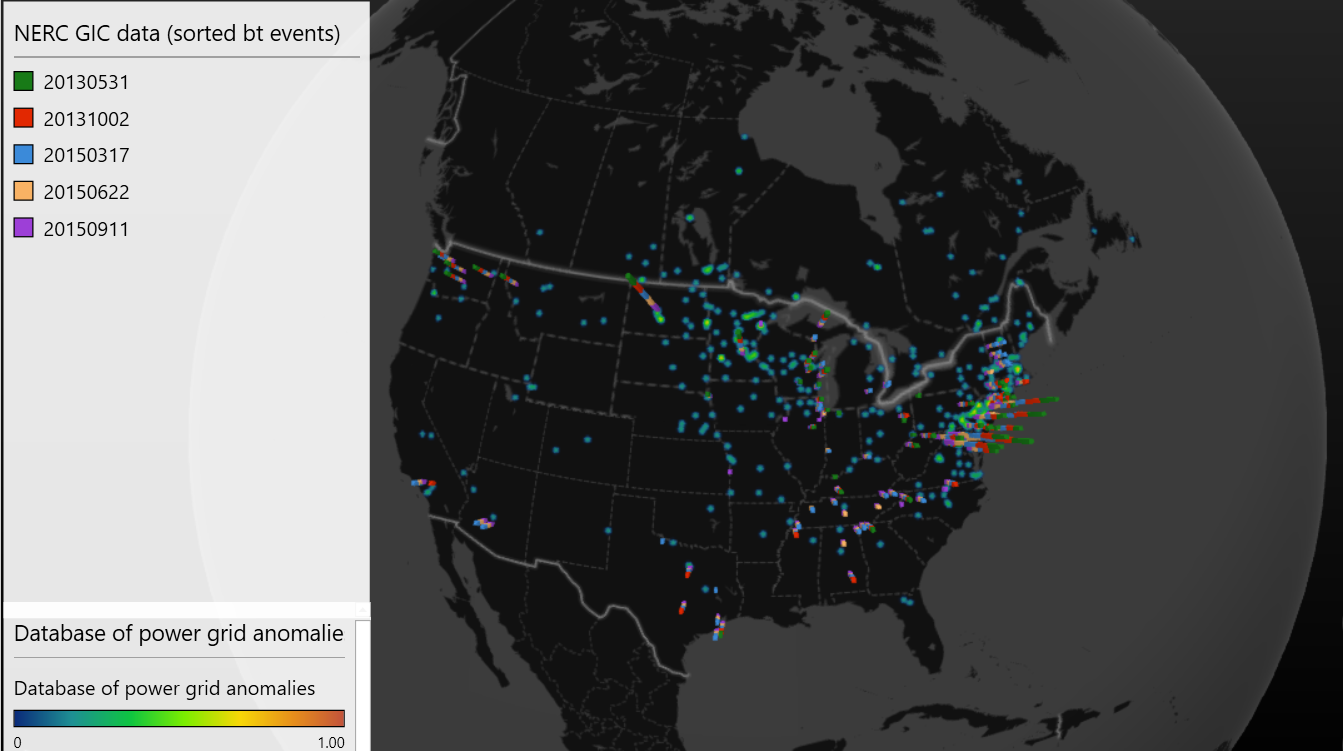 NERC GIC data (sorted bt events)
20130531
20131002
20150317
20150622
20150911
Database of power grid anomalie
Database of power grid anomalies
0 1.00